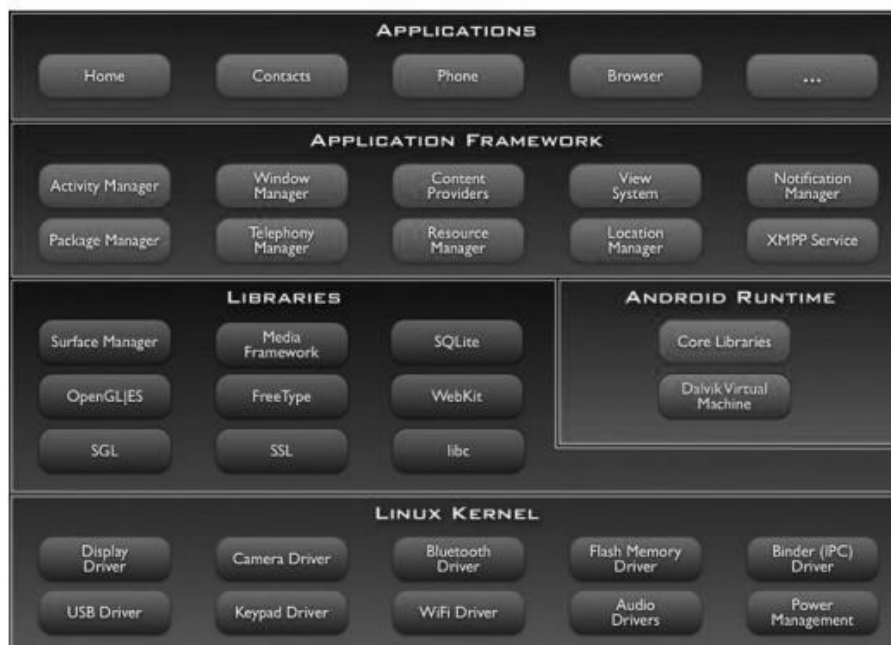 APPLICATIONS
Home
Contacts
Phone
Browser
...
APPLICATION FRAMEWORK
Activity Manager
Window
Manager
Content
Providers
View
System
Notification
Manager
Package Manager
Telephony
Manager
Resource
Manager
Location
Manager
XMPP Service
LIBRARIES
Surface Manager
Media
Framework
SQLite
OpenGL|ES
FreeType
WebKit
SGL
SSL
libc
ANDROID RUNTIME
Core Libraries
Dalvik Virtual
Machine
LINUX KERNEL
Display
Driver
Camera Driver
Bluetooth
Driver
Flash Memory
Driver
Binder (IPC)
Driver
USB Driver
Keypad Driver
WiFi Driver
Audio
Drivers
Power
Management